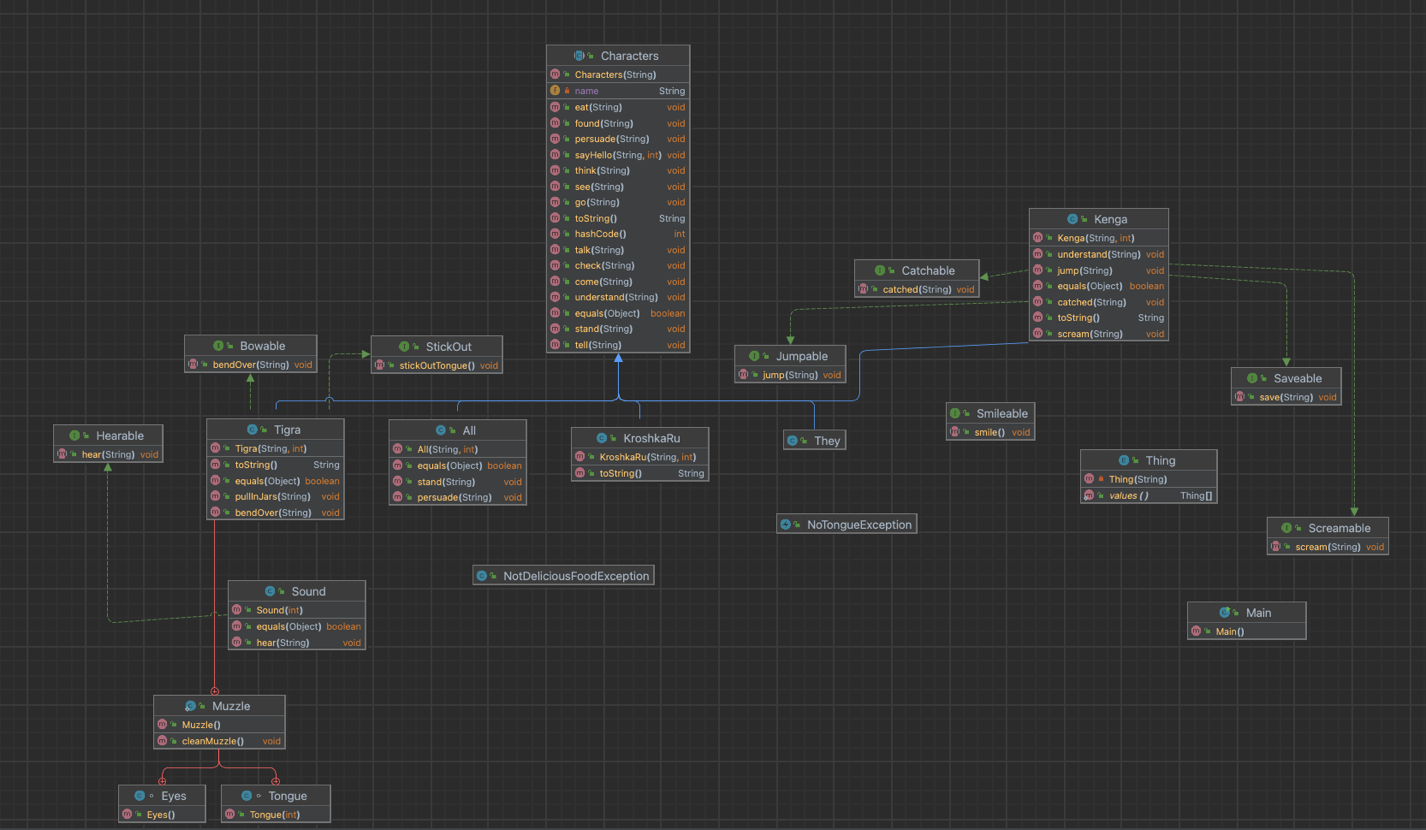 Characters
Characters(String)
name String
eat(String) void
found(String) void
persuade(String) void
sayHello(String, int) void
think(String) void
see(String) void
go(String) void
toString() String
hashCode() int
talk(String) void
check(String) void
come(String) void
understand(String) void
equals(Object) boolean
stand(String) void
tell(String) void
Kenga
Kenga(String, int)
understand(String) void
jump(String) void
equals(Object) boolean
catched(String) void
toString() String
scream(String) void
Catchable
catched(String) void
Bowable
bendOver(String) void
StickOut
stickOutTongue() void
Jumpable
jump(String) void
Saveable
save(String) void
Smileable
smile() void
Hearable
hear(String) void
Tigra
Tigra(String, int)
toString() String
equals(Object) boolean
pullInJars(String) void
bendOver(String) void
All
All(String, int)
equals(Object) boolean
stand(String) void
persuade(String) void
KroshkaRu
KroshkaRu(String, int)
toString() String
They
Thing
Thing(String)
values () Thing[]
NoTongueException
Screamable
scream(String) void
NotDeliciousFoodException
Sound
Sound(int)
equals(Object) boolean
hear(String) void
Main
Main()
Muzzle
Muzzle()
cleanMuzzle() void
Eyes
Eyes()
Tongue
Tongue(int)